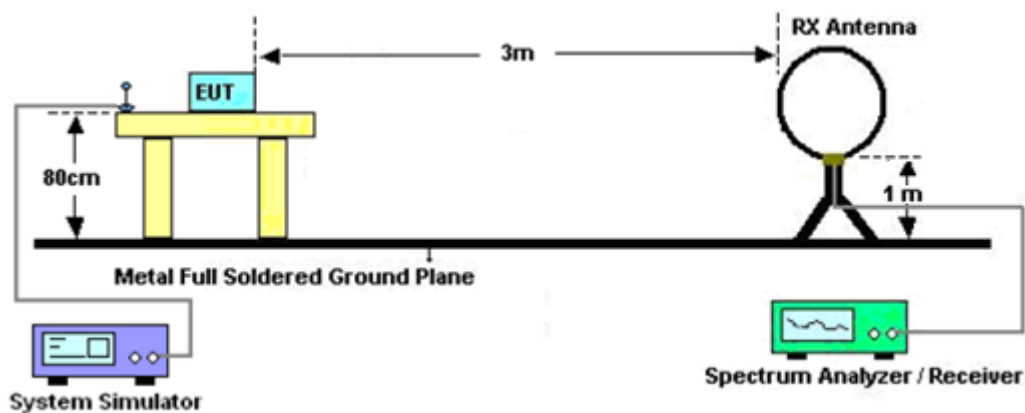 RX Antenna
3m
EUT
80cm
1 m
Metal Full Soldered Ground Plane
System Simulator
Spectrum Analyzer / Receiver